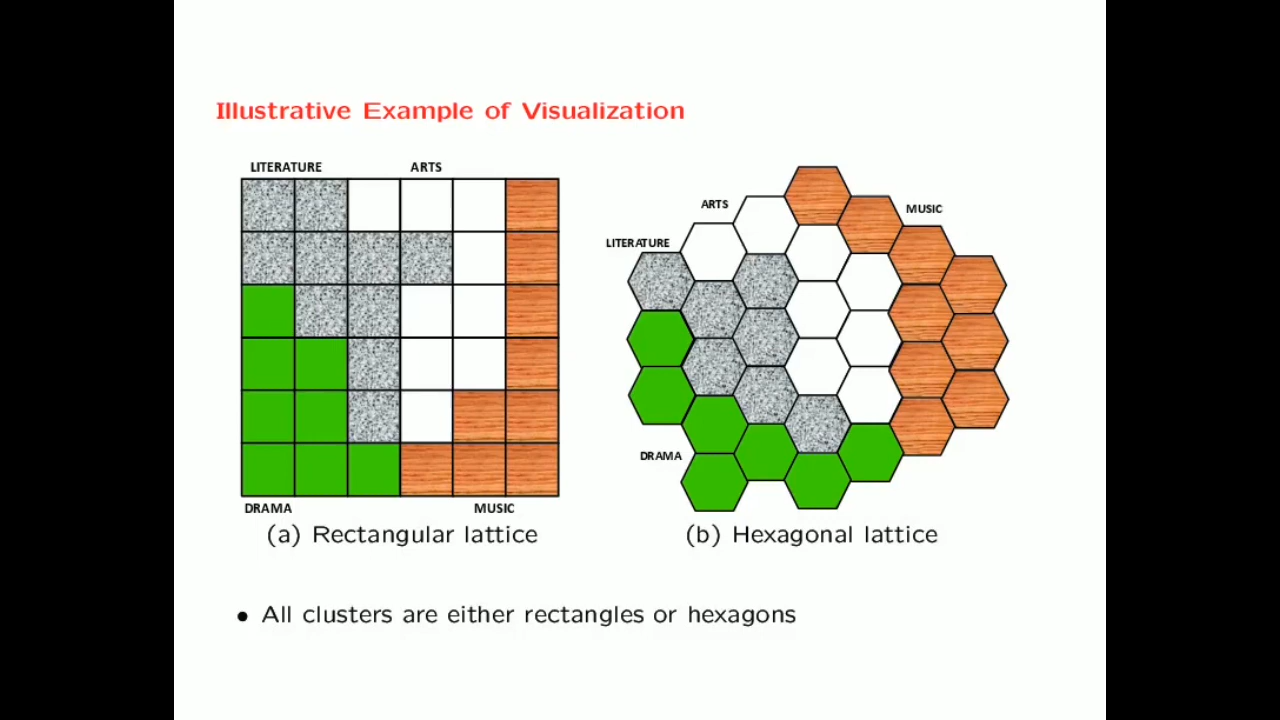 Illustrative Example of Visualization
LITERATURE ARTS
ARTS MUSIC
LITERATURE
DRAMA
DRAMA MUSIC
(a) Rectangular lattice (b) Hexagonal lattice
• All clusters are either rectangles or hexagons